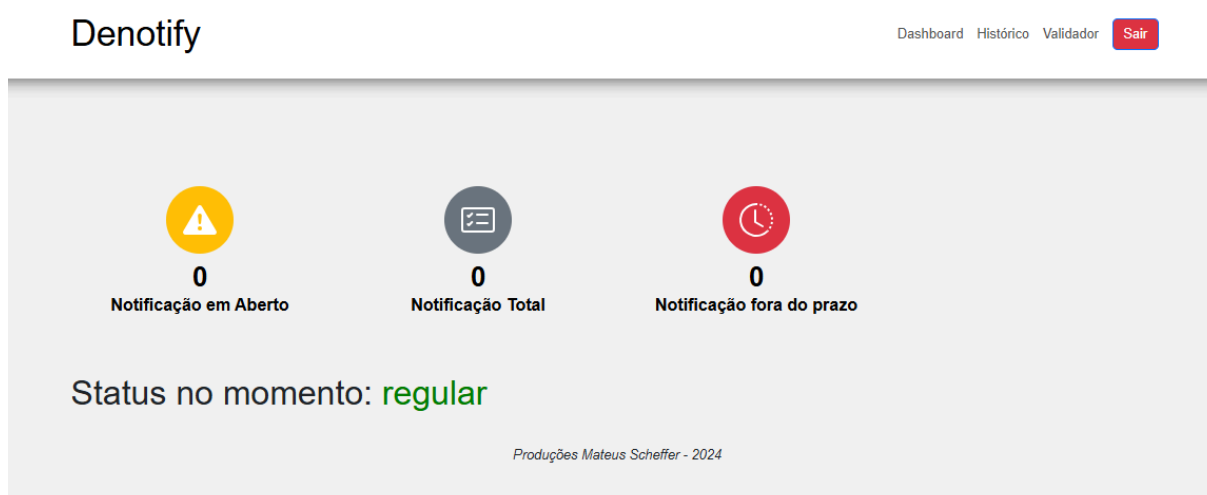 Denotify
Dashboard Histórico Validador Sair
0
Notificação em Aberto
0
Notificação Total
0
Notificação fora do prazo
Status no momento: regular
Produções Mateus Scheffer - 2024